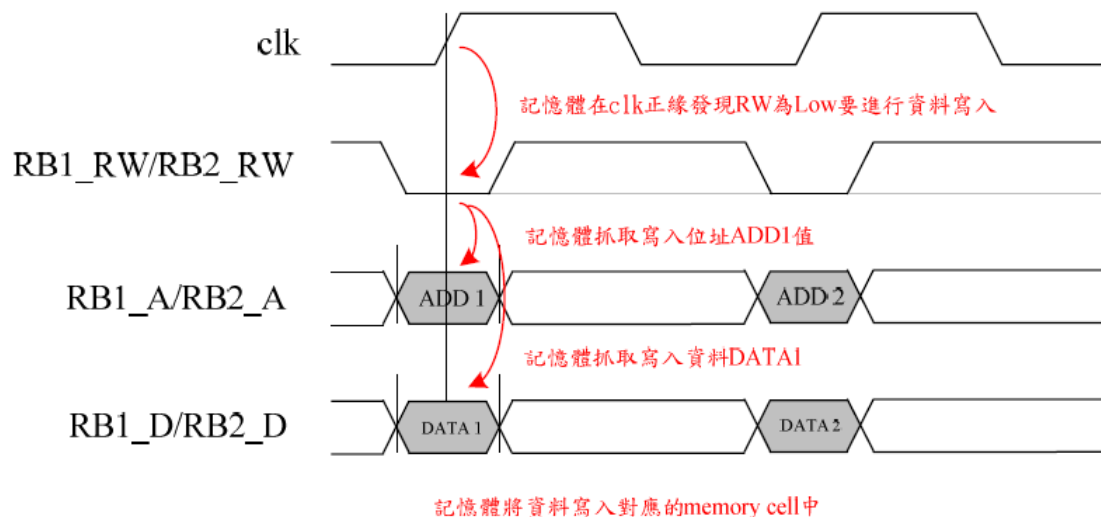 clk
記憶體在clk正緣發現RW為Low要進行資料寫入
RB1_RW/RB2_RW
記憶體抓取寫入位址ADD1值
RB1_A/RB2_A
ADD 1
ADD 2
記憶體抓取寫入資料DATA1
RB1_D/RB2_D
DATA 1
DATA 2
記憶體將資料寫入對應的memory cell中